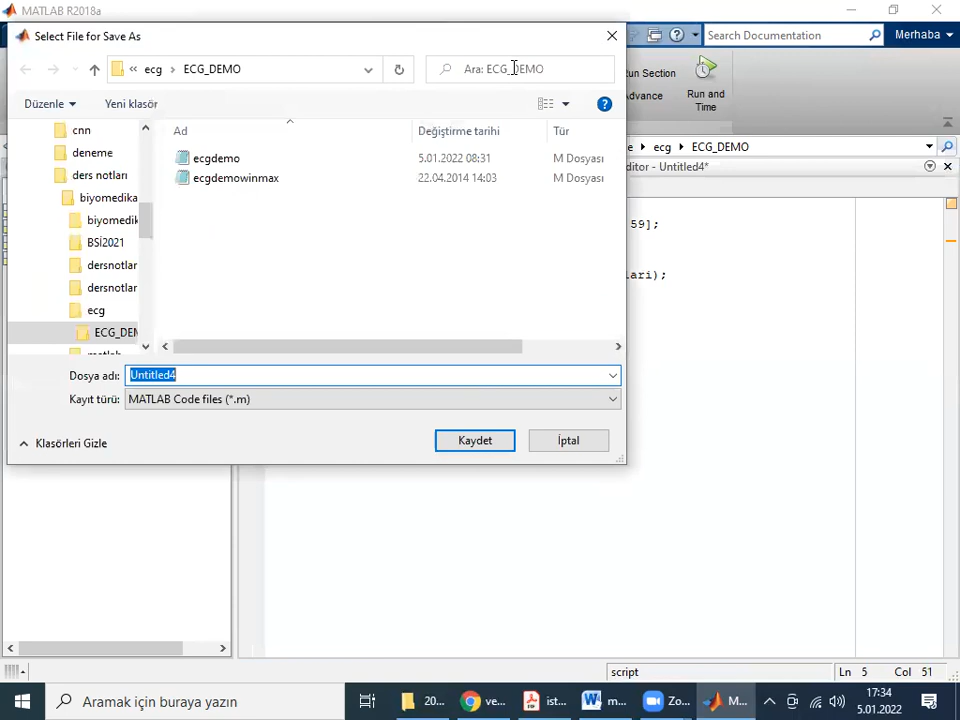 MATLAB R2018a
Select File for Save As
ecg
ECG_DEMO
Ara: ECG_DEMO
Search Documentation
Merhaba
Run Section
Advance
Run and
Time
Düzenle
Yeni klasör
ecg
ECG_DEMO
Editor - Untitled4*
cnn
deneme
ders notları
biyomedika
biyomedik
BSİ2021
dersnotlar
dersnotlar
ecg
ECG_DEM
matlab
Ad
Değiştirme tarihi
Tür
ecgdemo
5.01.2022 08:31
M Dosyası
ecgdemowinmax
22.04.2014 14:03
M Dosyası
59];
lari);
Dosya adı:
Untitled4
Kayıt türü:
MATLAB Code files (*.m)
Klasörleri Gizle
Kaydet
İptal
script
Ln 5 Col 51
Aramak için buraya yazın
20...
ve...
ist...
m...
Zo...
M...
17:34
5.01.2022